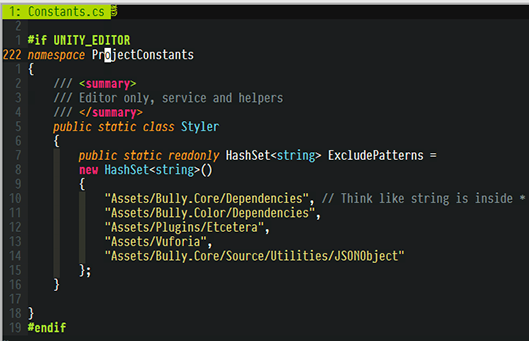 1: Constants.cs
2
1 #if UNITY_EDITOR
222 namespace ProjectConstants
1 {
2 /// <summary>
3 /// Editor only, service and helpers
4 /// </summary>
5 public static class Styler
6 {
7 public static readonly HashSet<string> ExcludePatterns =
8 new HashSet<string>()
9 {
10 "Assets/Bully.Core/Dependencies", // Think like string is inside *
11 "Assets/Bully.Color/Dependencies",
12 "Assets/Plugins/Etcetera",
13 "Assets/Vuforia",
14 "Assets/Bully.Core/Source/Utilities/JSONObject"
15 };
16 }
17
18 }
19 #endif